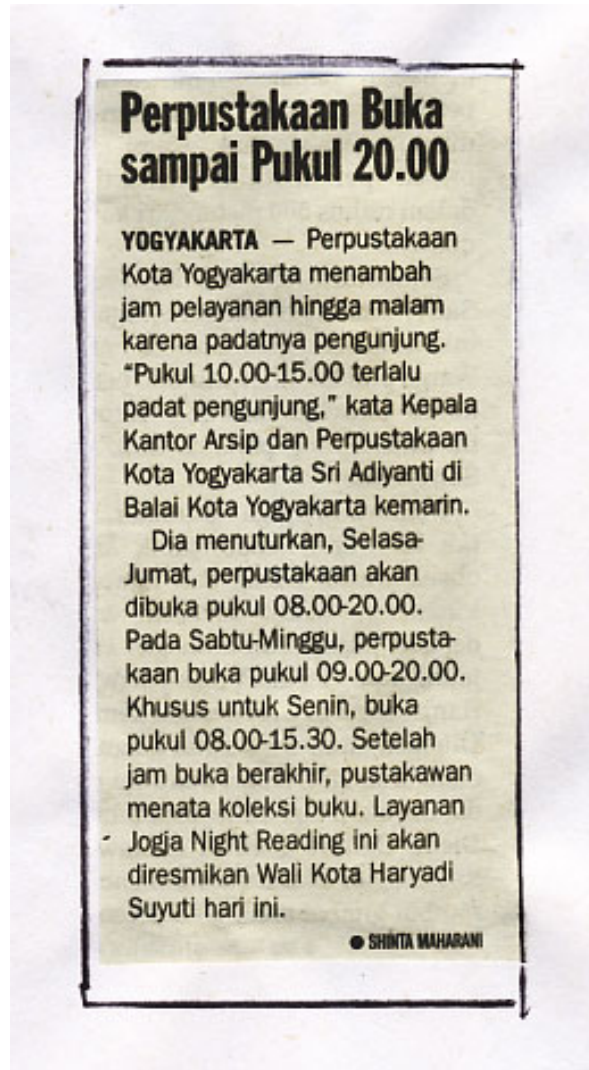 Perpustakaan Buka
sampai Pukul 20.00
YOGYAKARTA — Perpustakaan
Kota Yogyakarta menambah
jam pelayanan hingga malam
karena padatnya pengunjung.
“Pukul 10.00-15.00 terlalu
padat pengunjung,” kata Kepala
Kantor Arsip dan Perpustakaan
Kota Yogyakarta Sri Adiyanti di
Balai Kota Yogyakarta kemarin.
Dia menuturkan, Selasa-
Jumat, perpustakaan akan
dibuka pukul 08.00-20.00.
Pada Sabtu-Minggu, perpusta-
kaan buka pukul 09.00-20.00.
Khusus untuk Senin, buka
pukul 08.00-15.30. Setelah
jam buka berakhir, pustakawan
menata koleksi buku. Layanan
Jogja Night Reading ini akan
diresmikan Wali Kota Haryadi
Suyuti hari ini.
● SHINTA MAHARANI